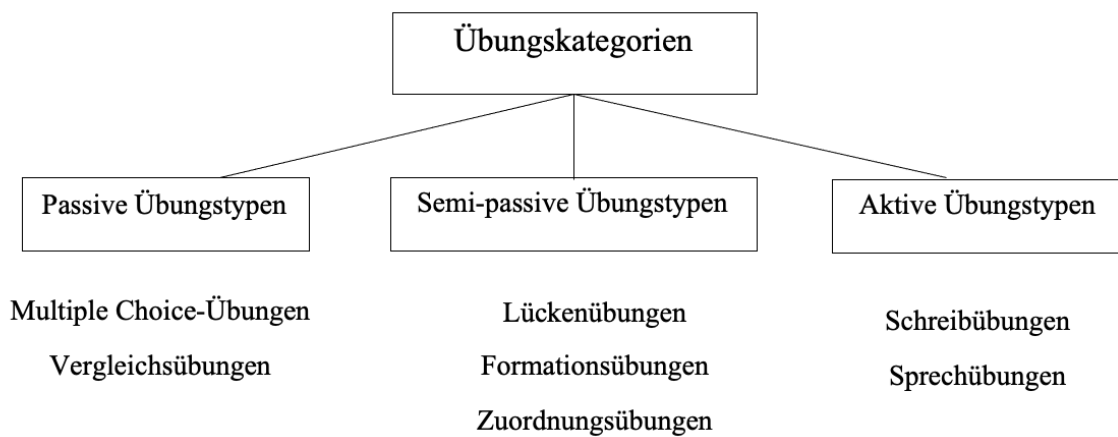 Übungskategorien
Passive Übungstypen
Semi-passive Übungstypen
Aktive Übungstypen
Multiple Choice-Übungen
Vergleichsübungen
Lückenübungen
Formationsübungen
Zuordnungsübungen
Schreibübungen
Sprechübungen